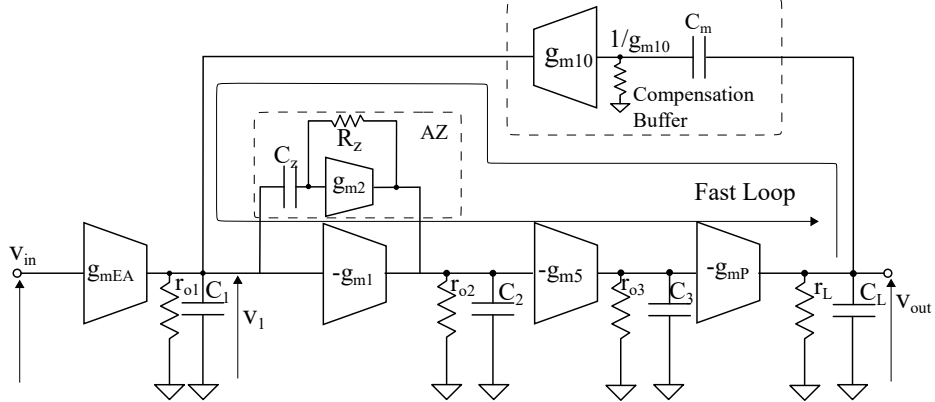 1/gm10
Cm
gm10
Compensation
Buffer
AZ
Rz
Cz
gm2
Fast Loop
vin
gmEA
ro1
C1
v1
-gm1
ro2
C2
-gm5
ro3
C3
-gmP
rL
CL
vout